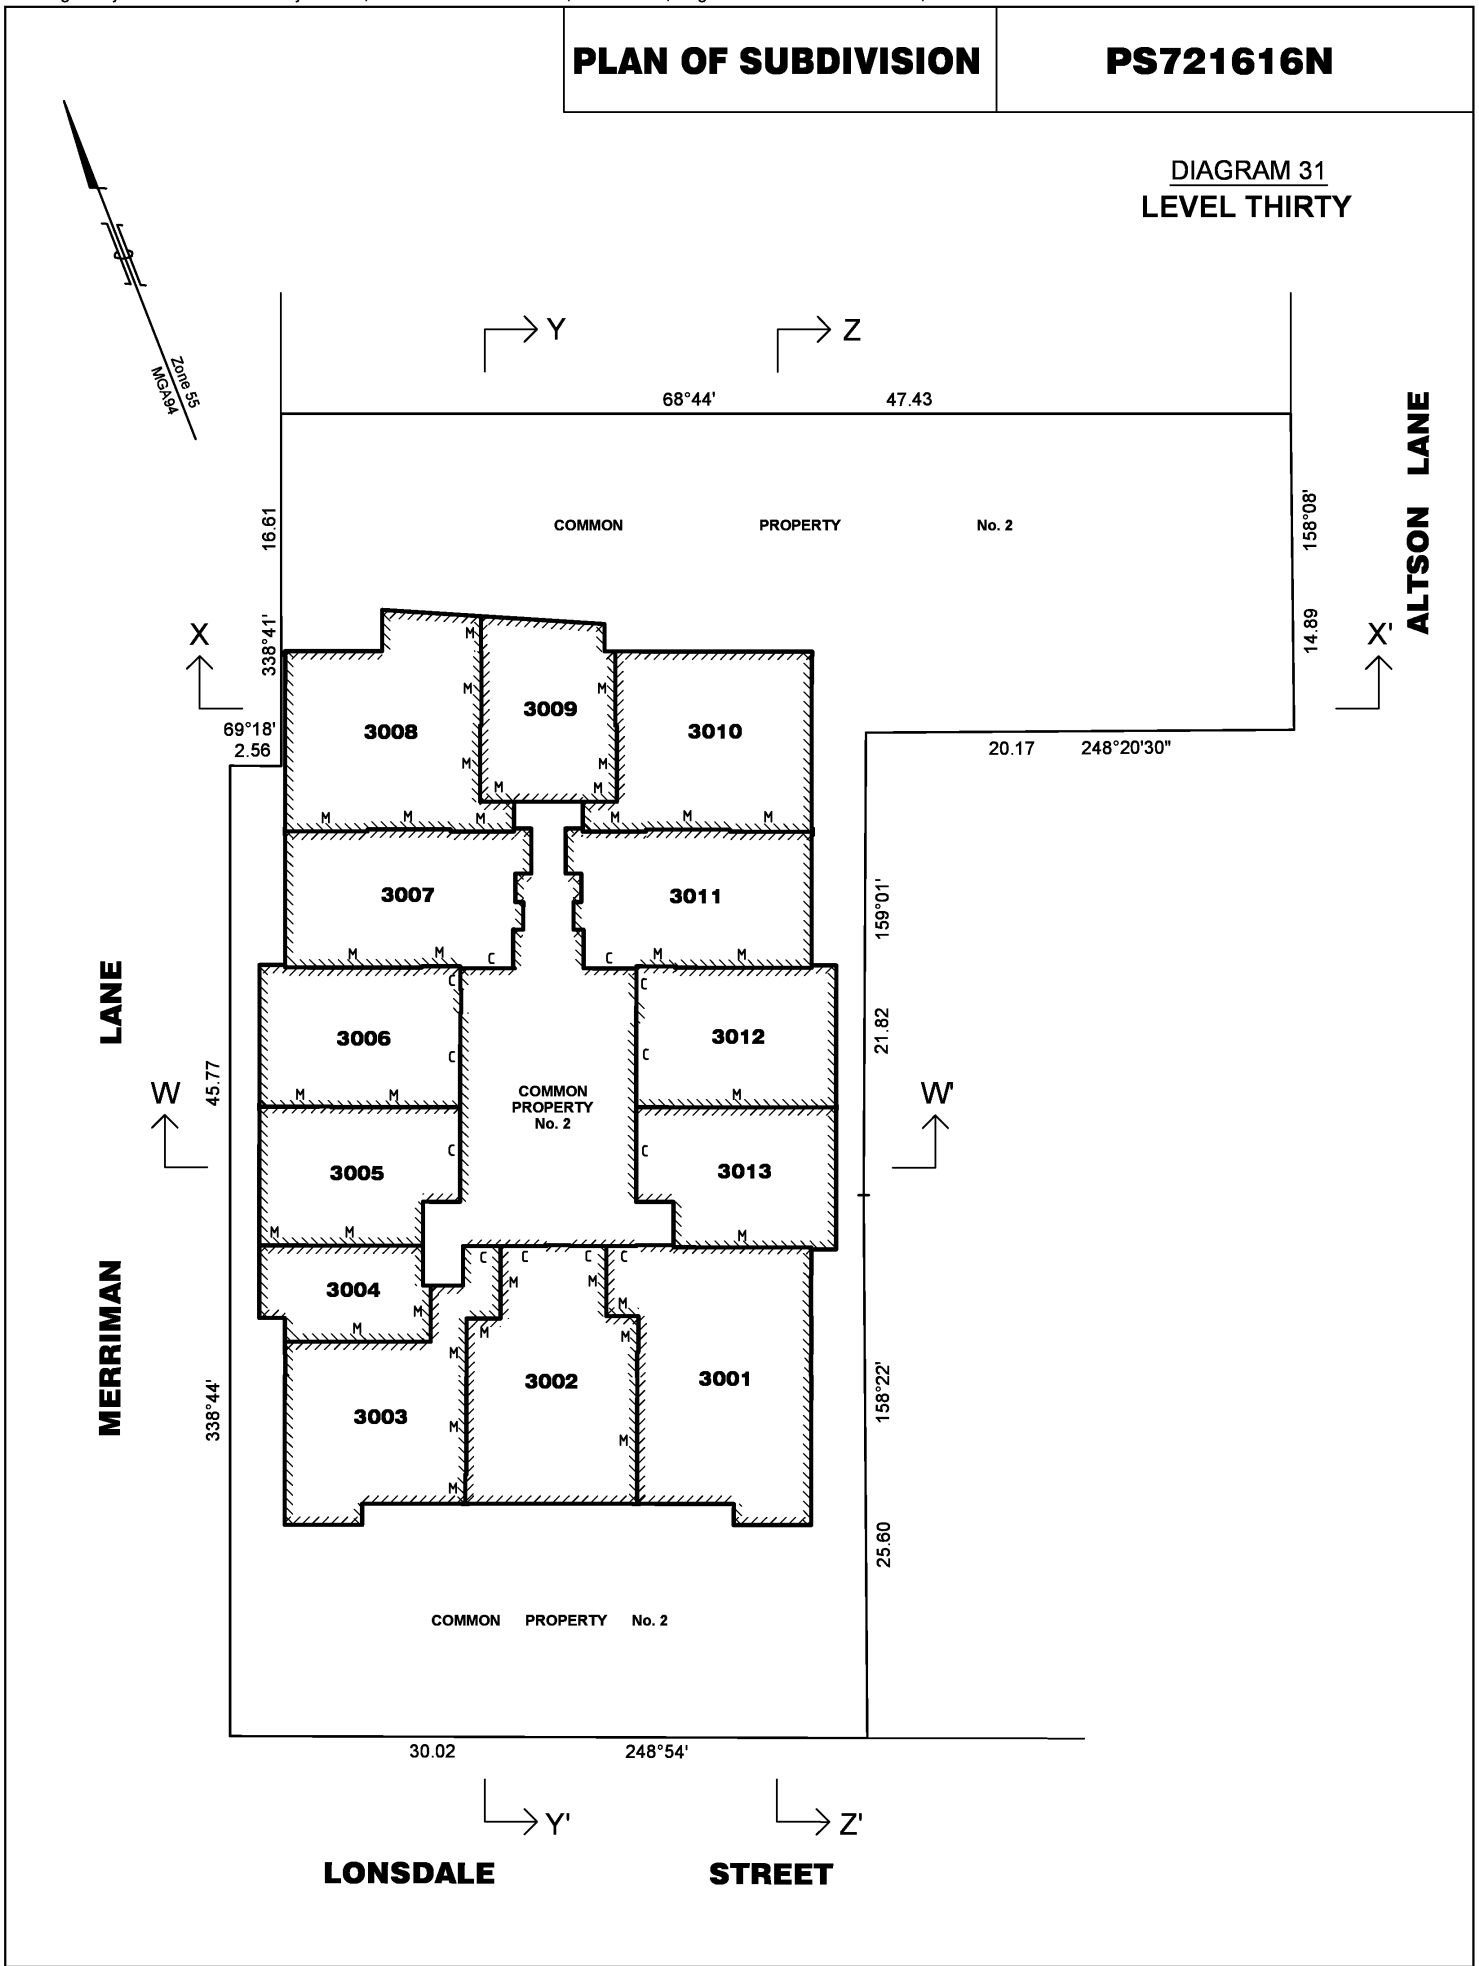 PLAN OF SUBDIVISION
PS721616N
DIAGRAM 31
LEVEL THIRTY
Zone 55
MGA94
Y
Z
68°44' 47.43
ALTSON LANE
16.61
338°41'
COMMON PROPERTY No. 2
158°08'
14.89
X
X'
69°18'
2.56
20.17 248°20'30"
M
3008
M
M
M
M
M
3009
M
M
M
M
3010
M
M
M
3007
M
M
C
3011
C
M
M
159°01'
21.82
LANE
MERRIMAN
45.77
338°44'
C
3006
C
M
M
C
3012
C
M
W
W'
COMMON
PROPERTY
No. 2
3005
C
M
M
C
3013
M
3004
M
M
C
C
C
C
M
M
M
M
M
M
3003
M
M
3002
M
3001
158°22'
25.60
COMMON PROPERTY No. 2
30.02 248°54'
Y'
Z'
LONSDALE STREET